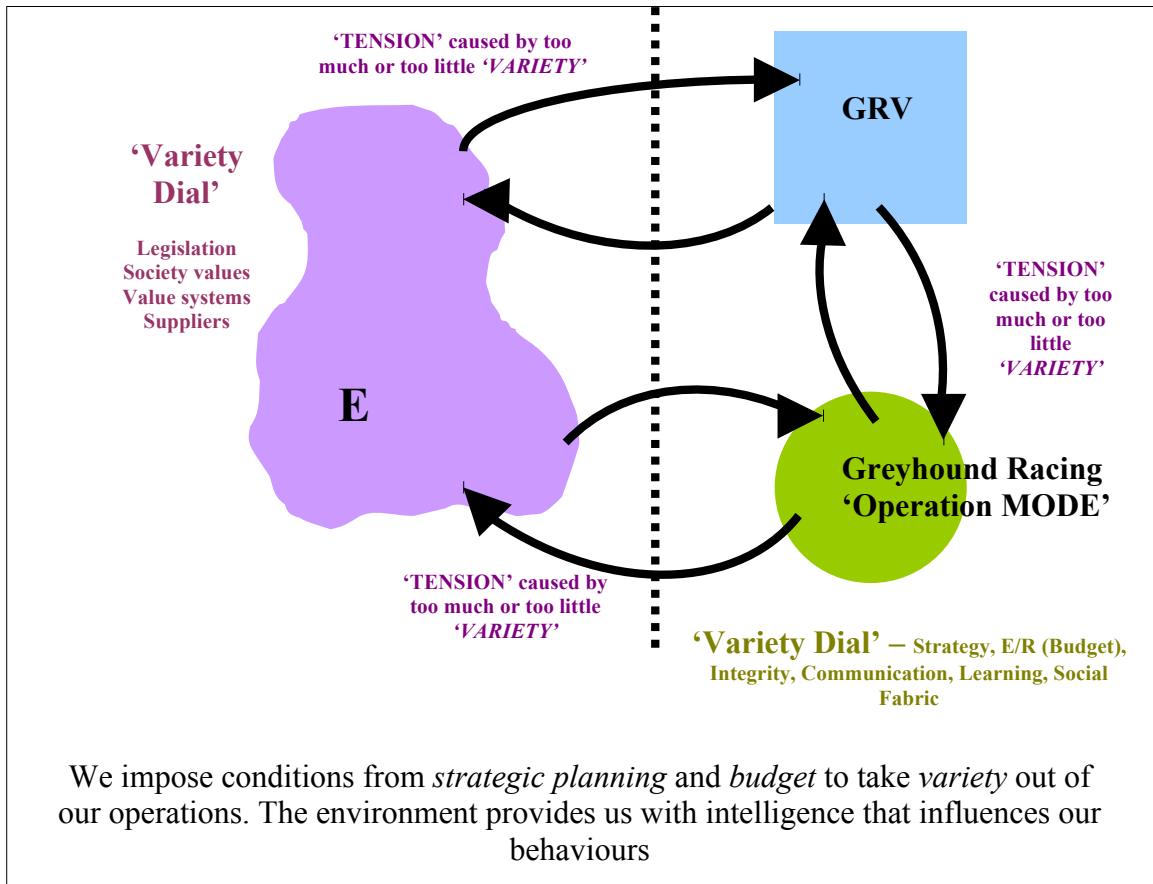 ‘TENSION’ caused by too
much or too little ‘VARIETY’
GRV
‘Variety
Dial’
Legislation
Society values
Value systems
Suppliers
‘TENSION’
caused by too
much or too
little
‘VARIETY’
E
Greyhound Racing
‘Operation MODE’
‘TENSION’ caused by
too much or too little
‘VARIETY’
‘Variety Dial’ – Strategy, E/R (Budget),
Integrity, Communication, Learning, Social
Fabric
We impose conditions from strategic planning and budget to take variety out of
our operations. The environment provides us with intelligence that influences our
behaviours